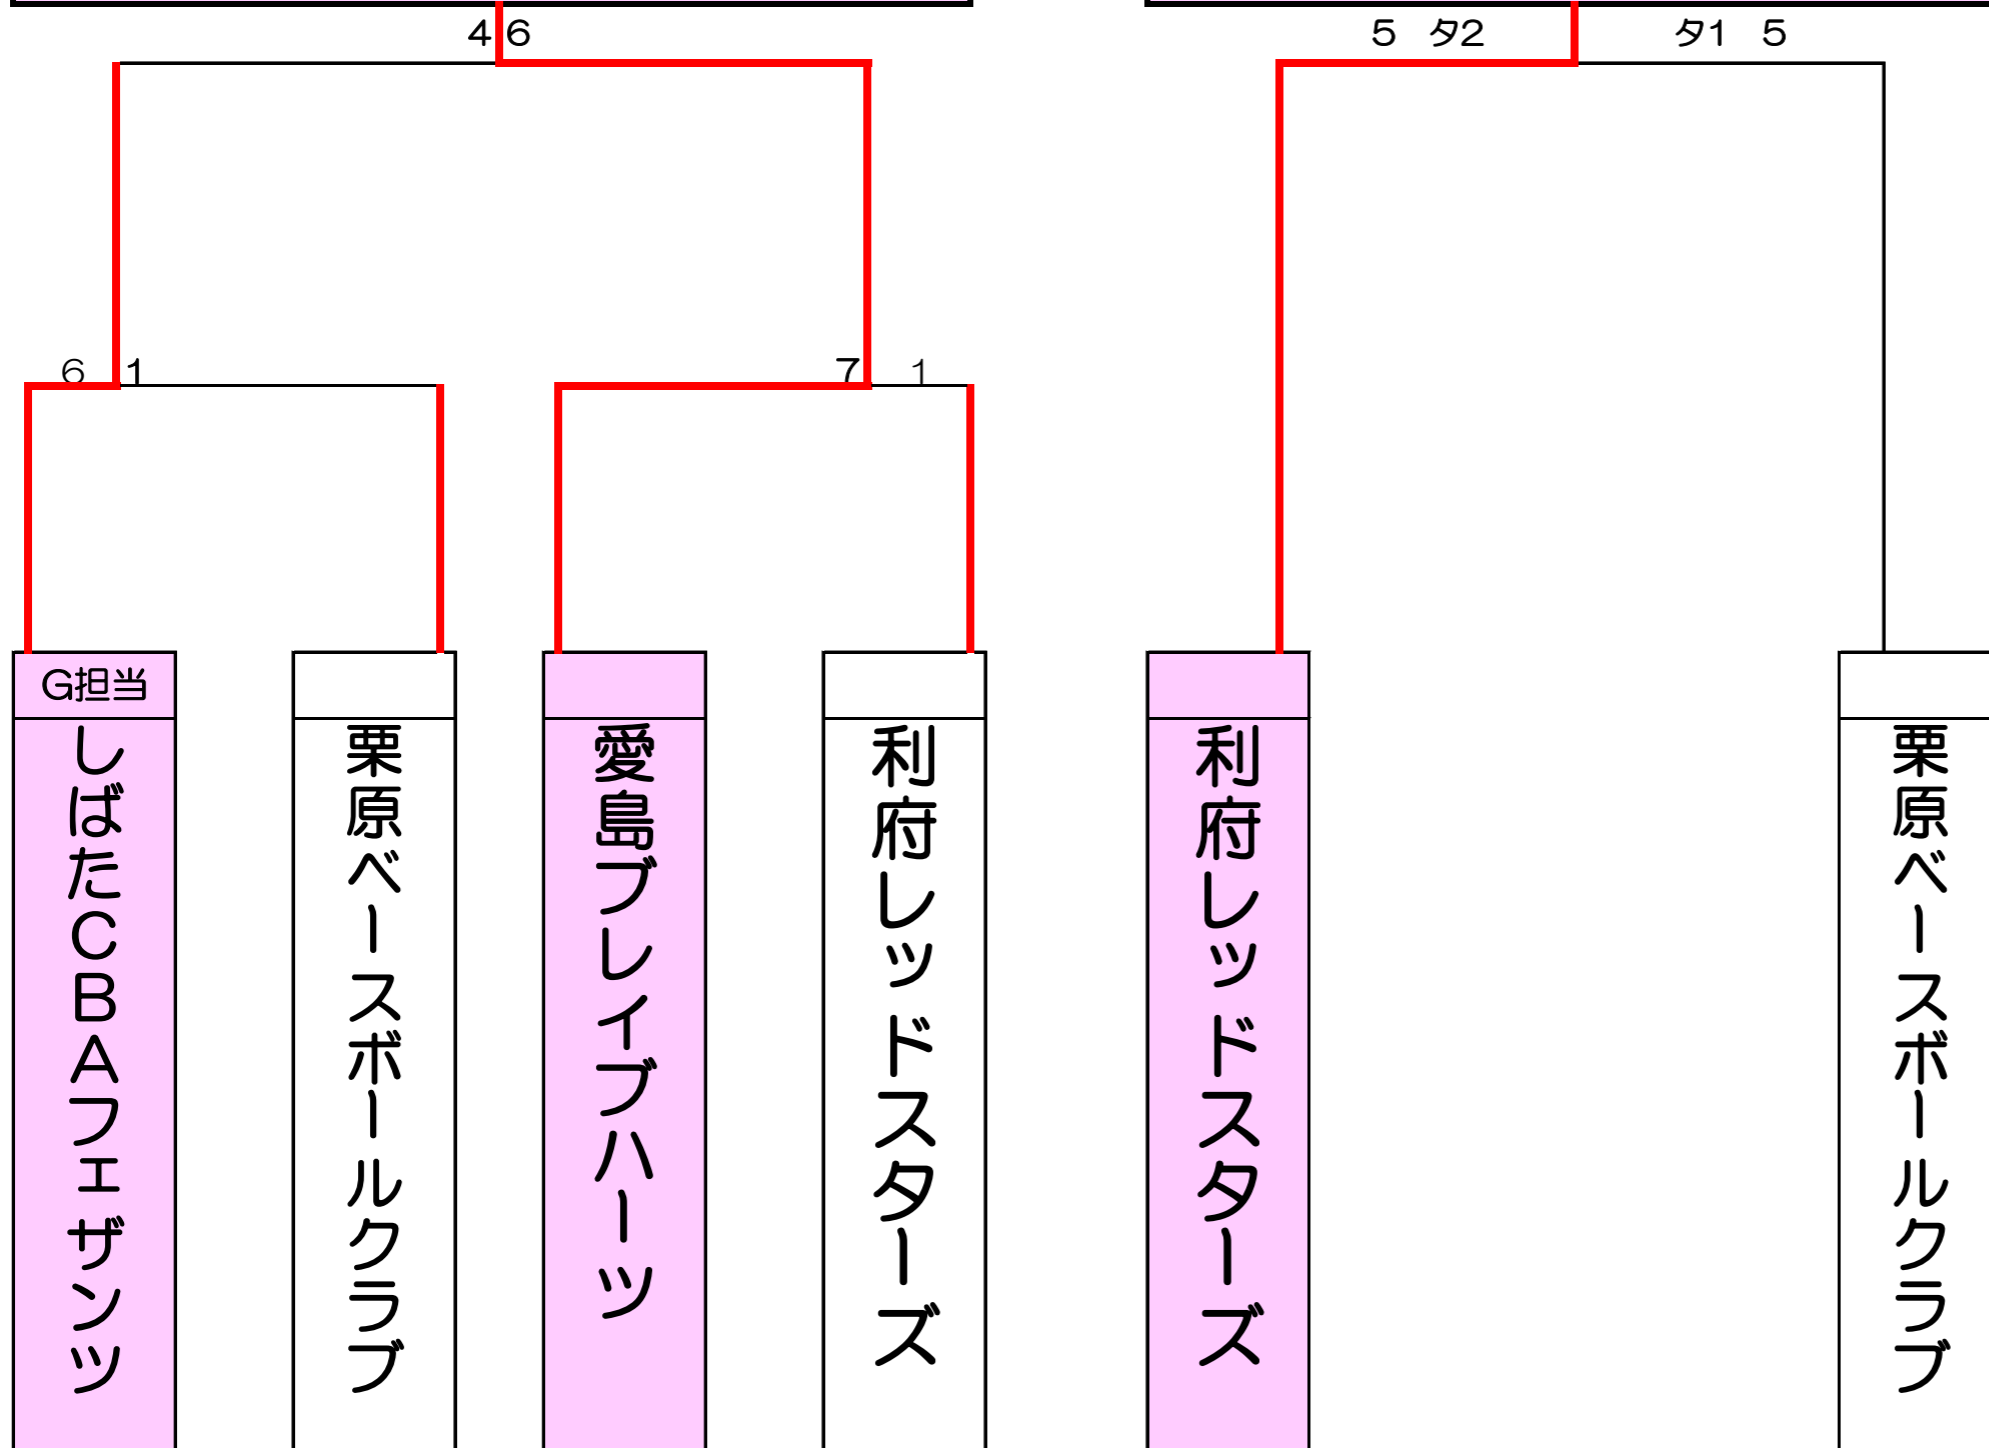 4 6
5 タ2 タ1 5
6 1
7 1
G担当
しばたCBAフェザンツ
栗原ベースボールクラブ
愛島ブレイブハーツ
利府レッドスターズ
利府レッドスターズ
栗原ベースボールクラブ